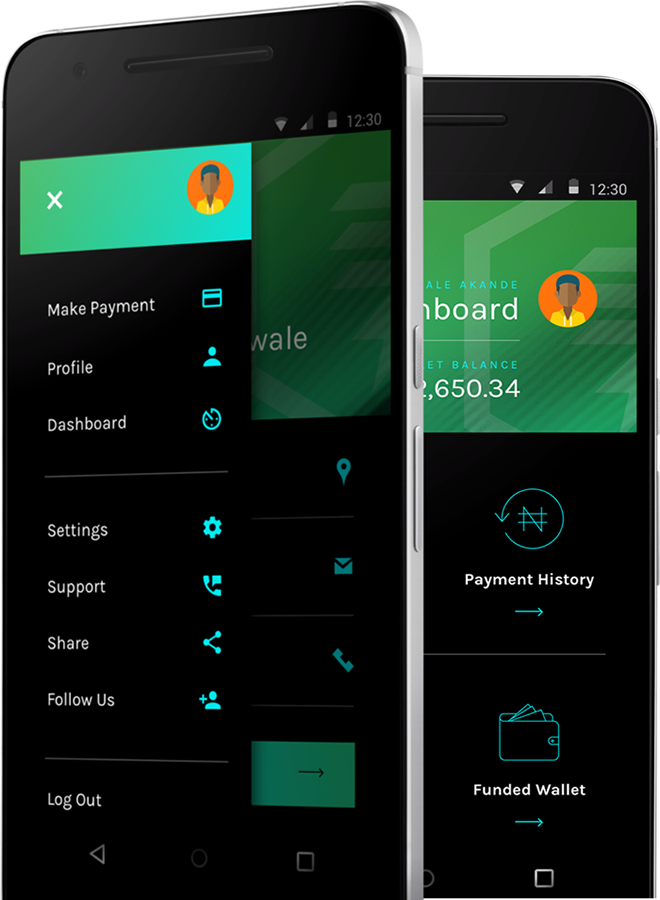 12:30
Make Payment
Profile
Dashboard
Settings
Support
Share
Follow Us
Log Out
wale
12:30
ALE AKANDE
board
ET BALANCE
2,650.34
Payment History
Funded Wallet